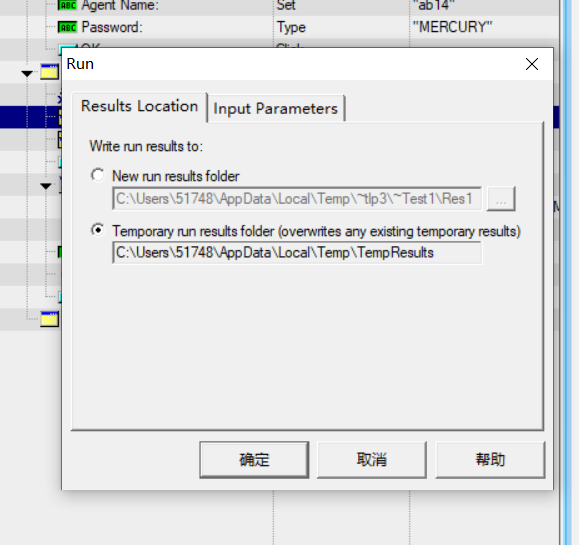 ABC Agent Name: Set "ab14"
ABC Password: Type "MERCURY"
Run
Results Location Input Parameters
Write run results to:
New run results folder
C:\Users\51748\AppData\Local\Temp\~tlp3\~Test1\Res1 ...
Temporary run results folder (overwrites any existing temporary results)
C:\Users\51748\AppData\Local\Temp\TempResults
确定 取消 帮助